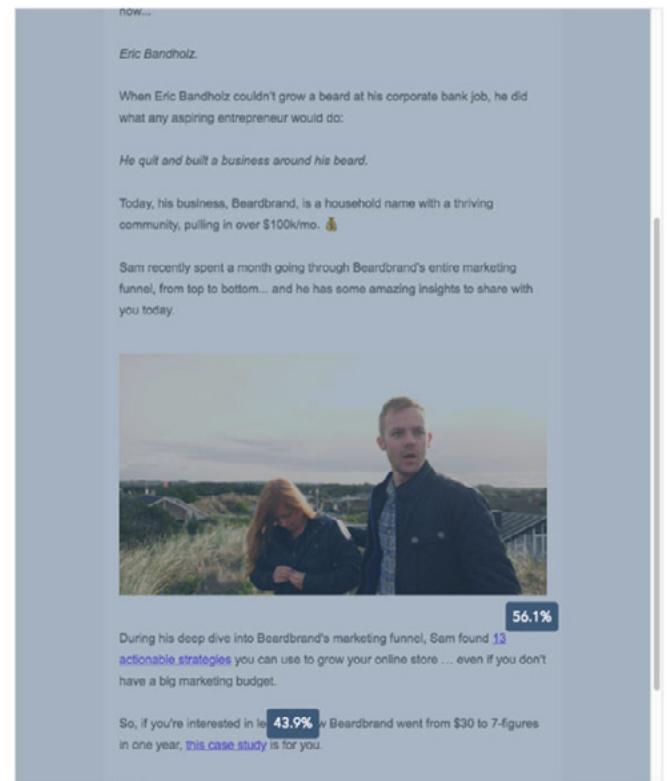 now...
Eric Bandholz.
When Eric Bandholz couldn't grow a beard at his corporate bank job, he did
what any aspiring entrepreneur would do:
He quit and built a business around his beard.
Today, his business, Beardbrand, is a household name with a thriving
community, pulling in over $100k/mo. 💰
Sam recently spent a month going through Beardbrand's entire marketing
funnel, from top to bottom... and he has some amazing insights to share with
you today.
56.1%
During his deep dive into Beardbrand's marketing funnel, Sam found 13
actionable strategies you can use to grow your online store ... even if you don't
have a big marketing budget.
So, if you're interested in le 43.9% w Beardbrand went from $30 to 7-figures
in one year, this case study is for you.